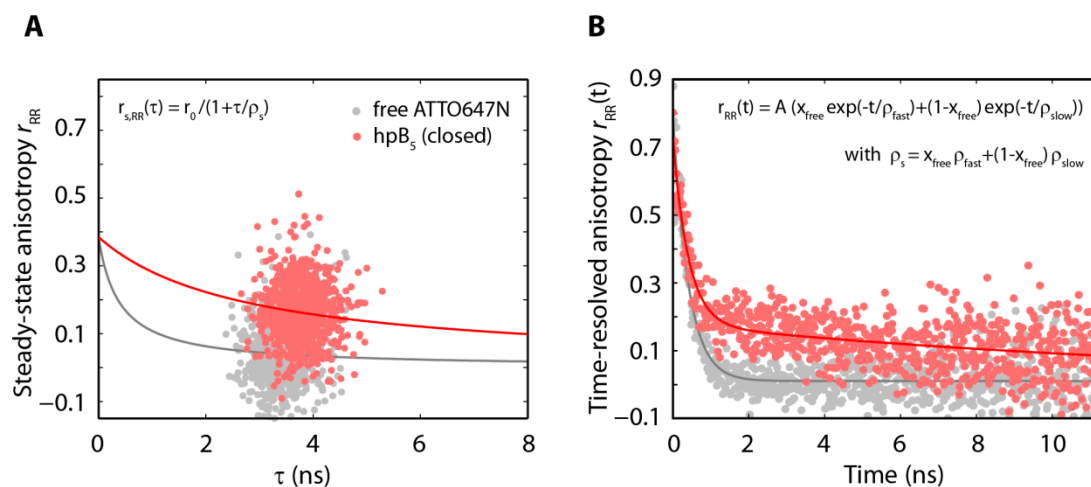 A
Steady-state anisotropy r_RR
0.7
0.5
0.3
0.1
−0.1
r_s,RR(τ) = r_0/(1+τ/ρ_s)
free ATTO647N
hpB_5 (closed)
0
2
4
6
8
τ (ns)
B
Time-resolved anisotropy r_RR(t)
0.9
0.7
0.5
0.3
0.1
−0.1
r_RR(t) = A (x_free exp(-t/ρ_fast)+(1-x_free) exp(-t/ρ_slow))
with ρ_s = x_free ρ_fast+(1-x_free) ρ_slow
0
2
4
6
8
10
Time (ns)